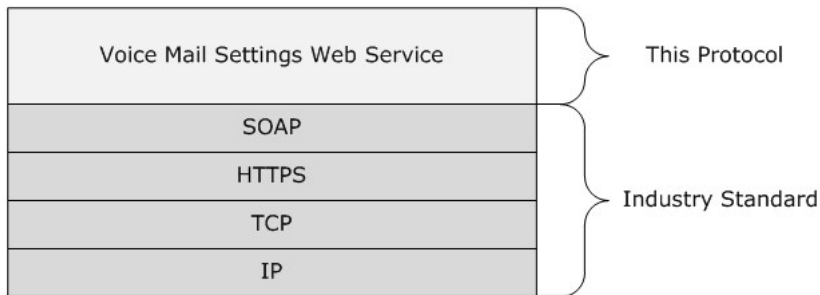 Voice Mail Settings Web Service
This Protocol
SOAP
HTTPS
TCP
IP
Industry Standard